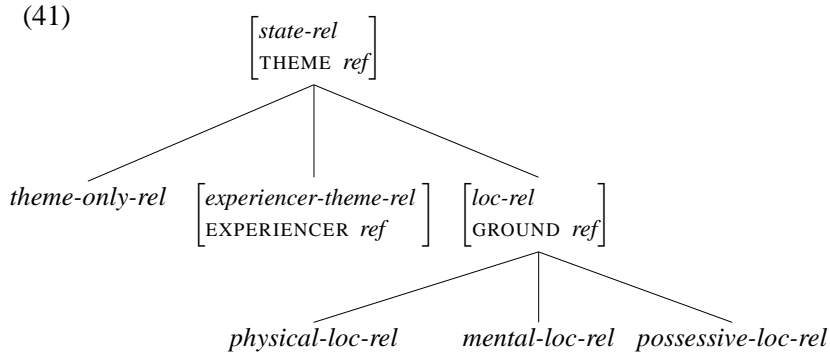 (41)
state-rel
THEME ref
theme-only-rel
experiencer-theme-rel
EXPERIENCER ref
loc-rel
GROUND ref
physical-loc-rel mental-loc-rel possessive-loc-rel